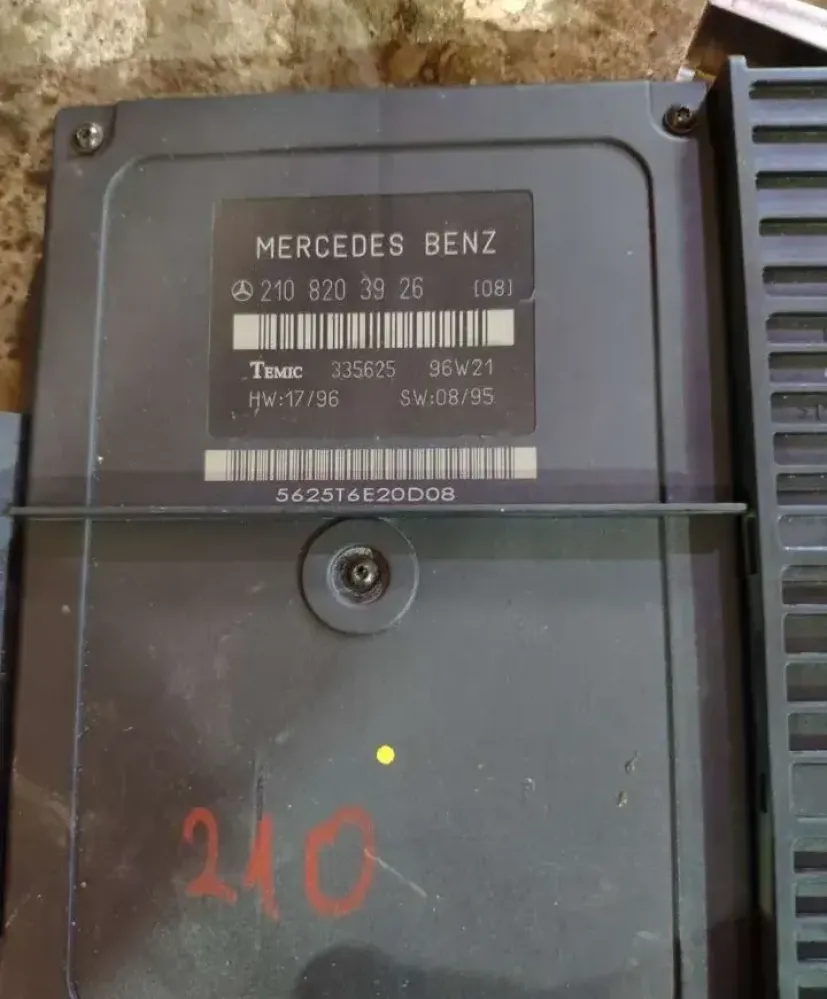 MERCEDES BENZ
210 820 39 26 [08]
TEMIC 335625 96W21
HW:17/96 SW:08/95
5625T6E20D08
210